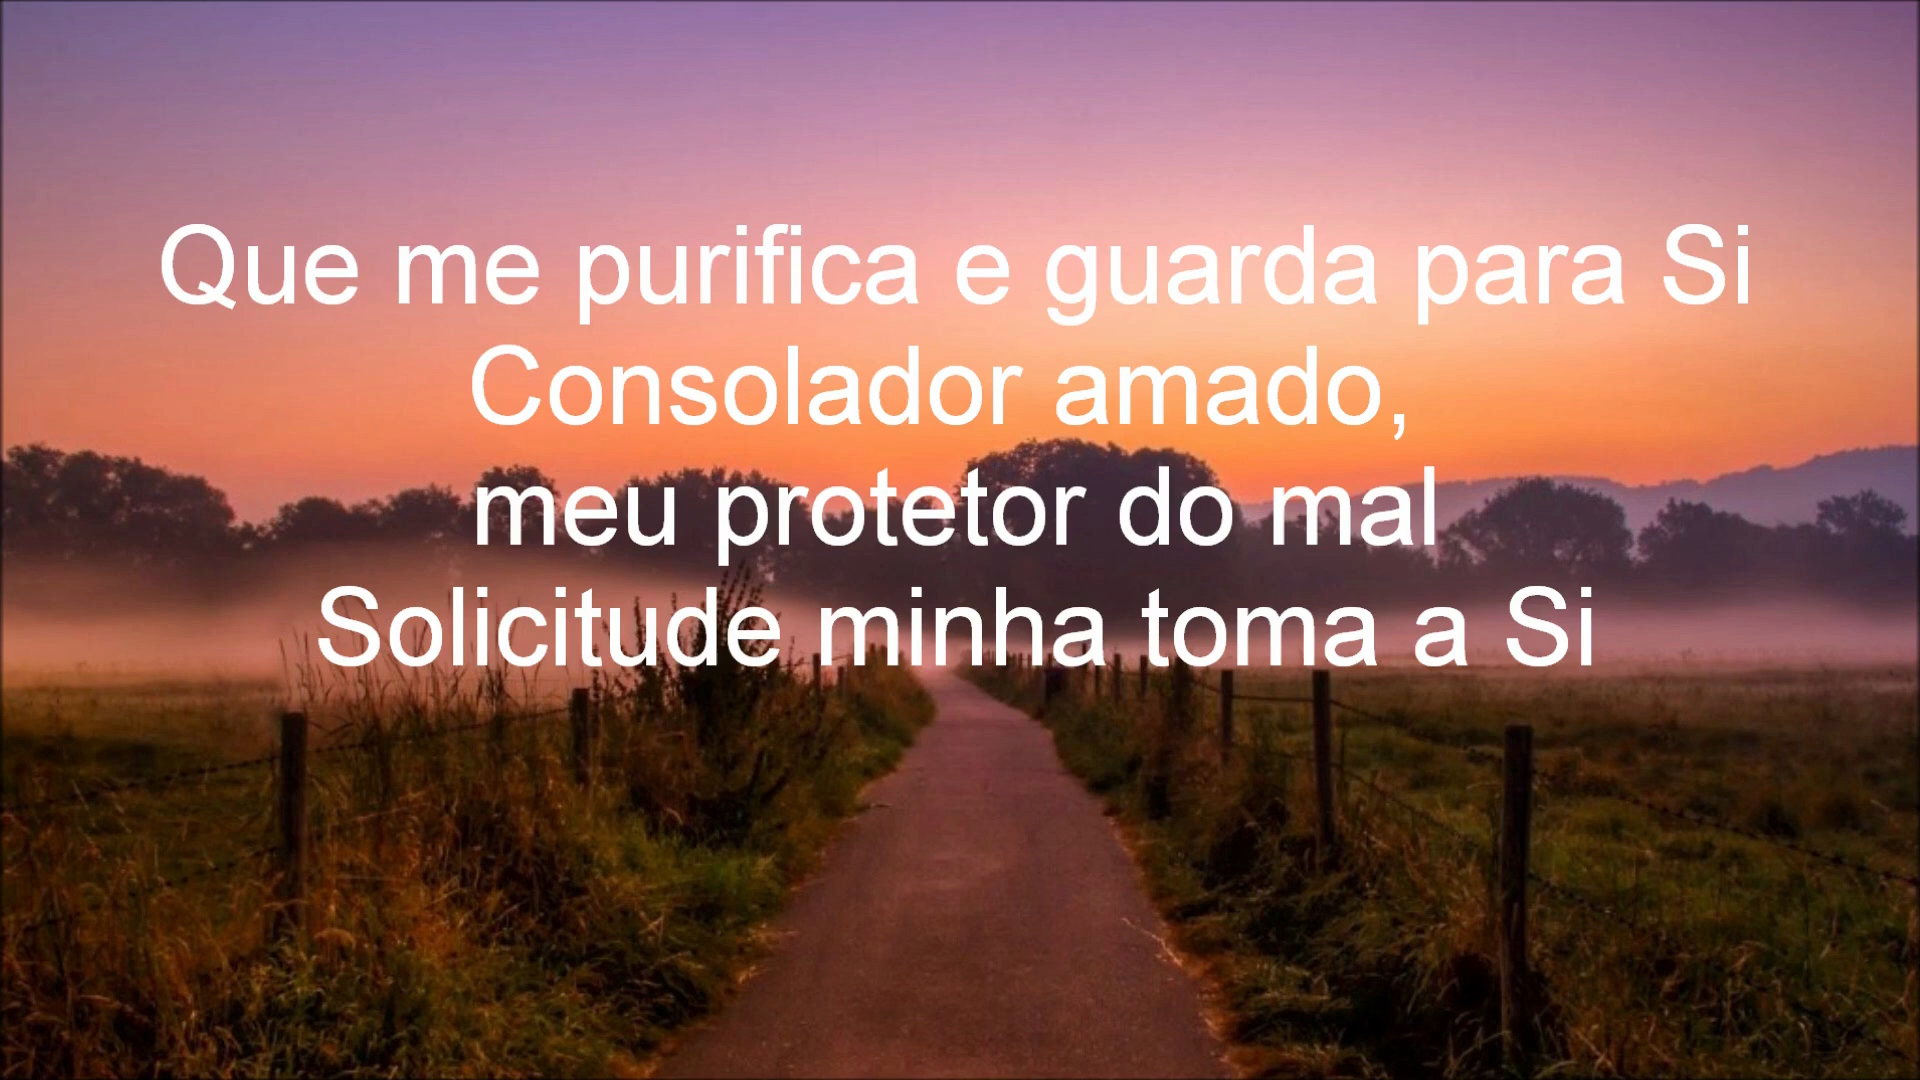 Que me purifica e guarda para Si
Consolador amado,
meu protetor do mal
Solicitude minha toma a Si